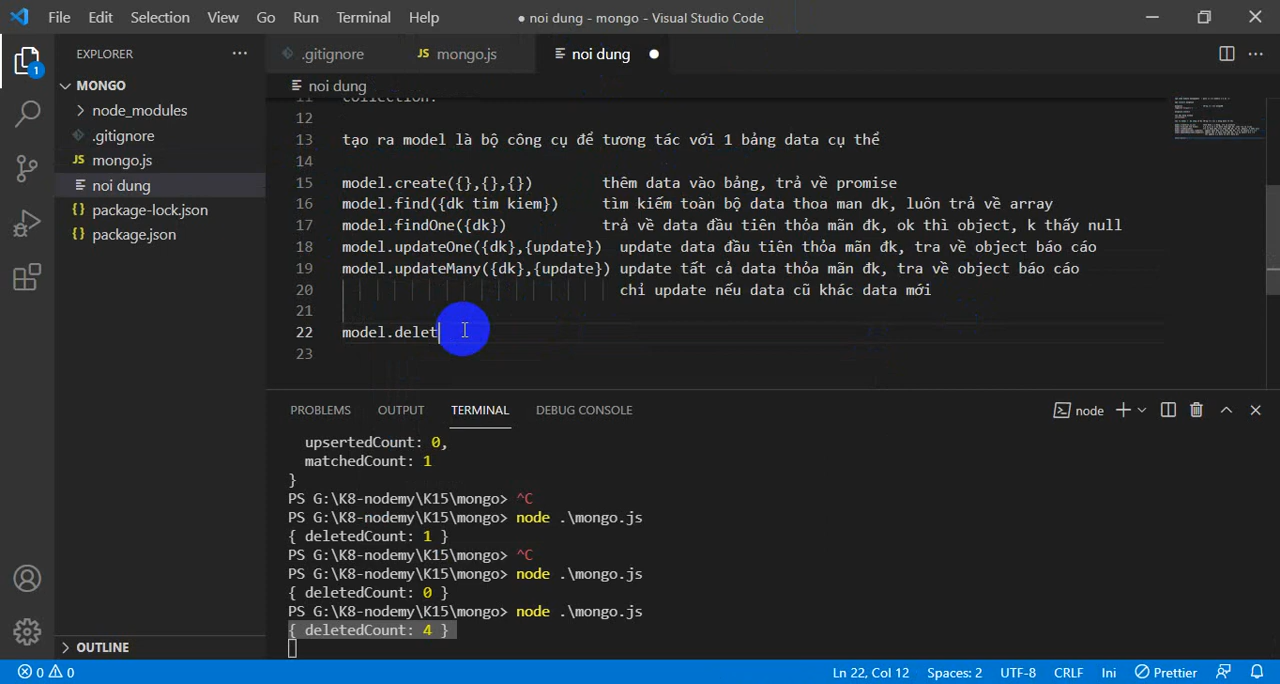 File Edit Selection View Go Run Terminal Help
● noi dung - mongo - Visual Studio Code
EXPLORER
.gitignore
JS mongo.js
noi dung
MONGO
node_modules
.gitignore
JS mongo.js
noi dung
{} package-lock.json
{} package.json
OUTLINE
1
noi dung
11 collection.
12
13 tạo ra model là bộ công cụ để tương tác với 1 bảng data cụ thể
14
15 model.create({},{},{}) thêm data vào bảng, trả về promise
16 model.find({dk tim kiem}) tìm kiếm toàn bộ data thoa man dk, luôn trả về array
17 model.findOne({dk}) trả về data đầu tiên thỏa mãn đk, ok thì object, k thấy null
18 model.updateOne({dk},{update}) update data đầu tiên thỏa mãn đk, tra về object báo cáo
19 model.updateMany({dk},{update}) update tất cả data thỏa mãn đk, tra về object báo cáo
20 chỉ update nếu data cũ khác data mới
21
22 model.delet
23
PROBLEMS OUTPUT TERMINAL DEBUG CONSOLE
node
upsertedCount: 0,
matchedCount: 1
}
PS G:\K8-nodemy\K15\mongo> ^C
PS G:\K8-nodemy\K15\mongo> node .\mongo.js
{ deletedCount: 1 }
PS G:\K8-nodemy\K15\mongo> ^C
PS G:\K8-nodemy\K15\mongo> node .\mongo.js
{ deletedCount: 0 }
PS G:\K8-nodemy\K15\mongo> node .\mongo.js
{ deletedCount: 4 }
0 0
Ln 22, Col 12 Spaces: 2 UTF-8 CRLF Ini Prettier